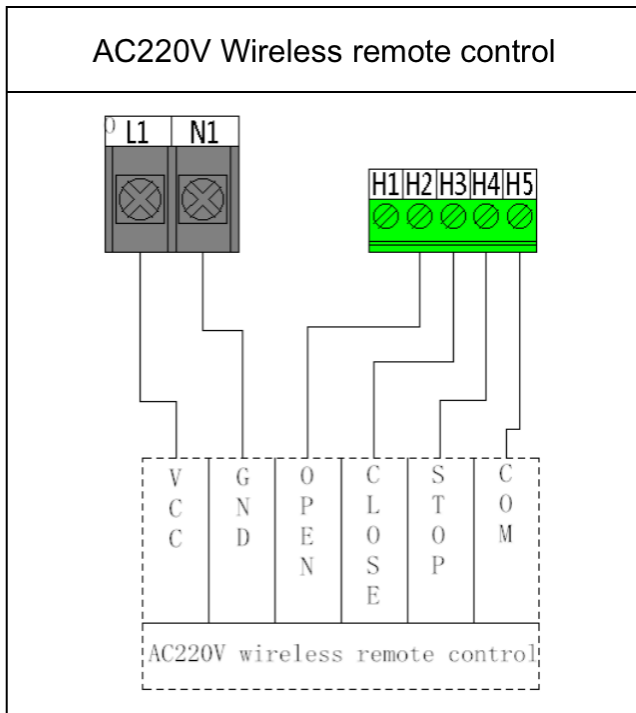 AC220V Wireless remote control
L1 N1
H1 H2 H3 H4 H5
VCC
GND
OPEN
CLOSE
STOP
COM
AC220V wireless remote control